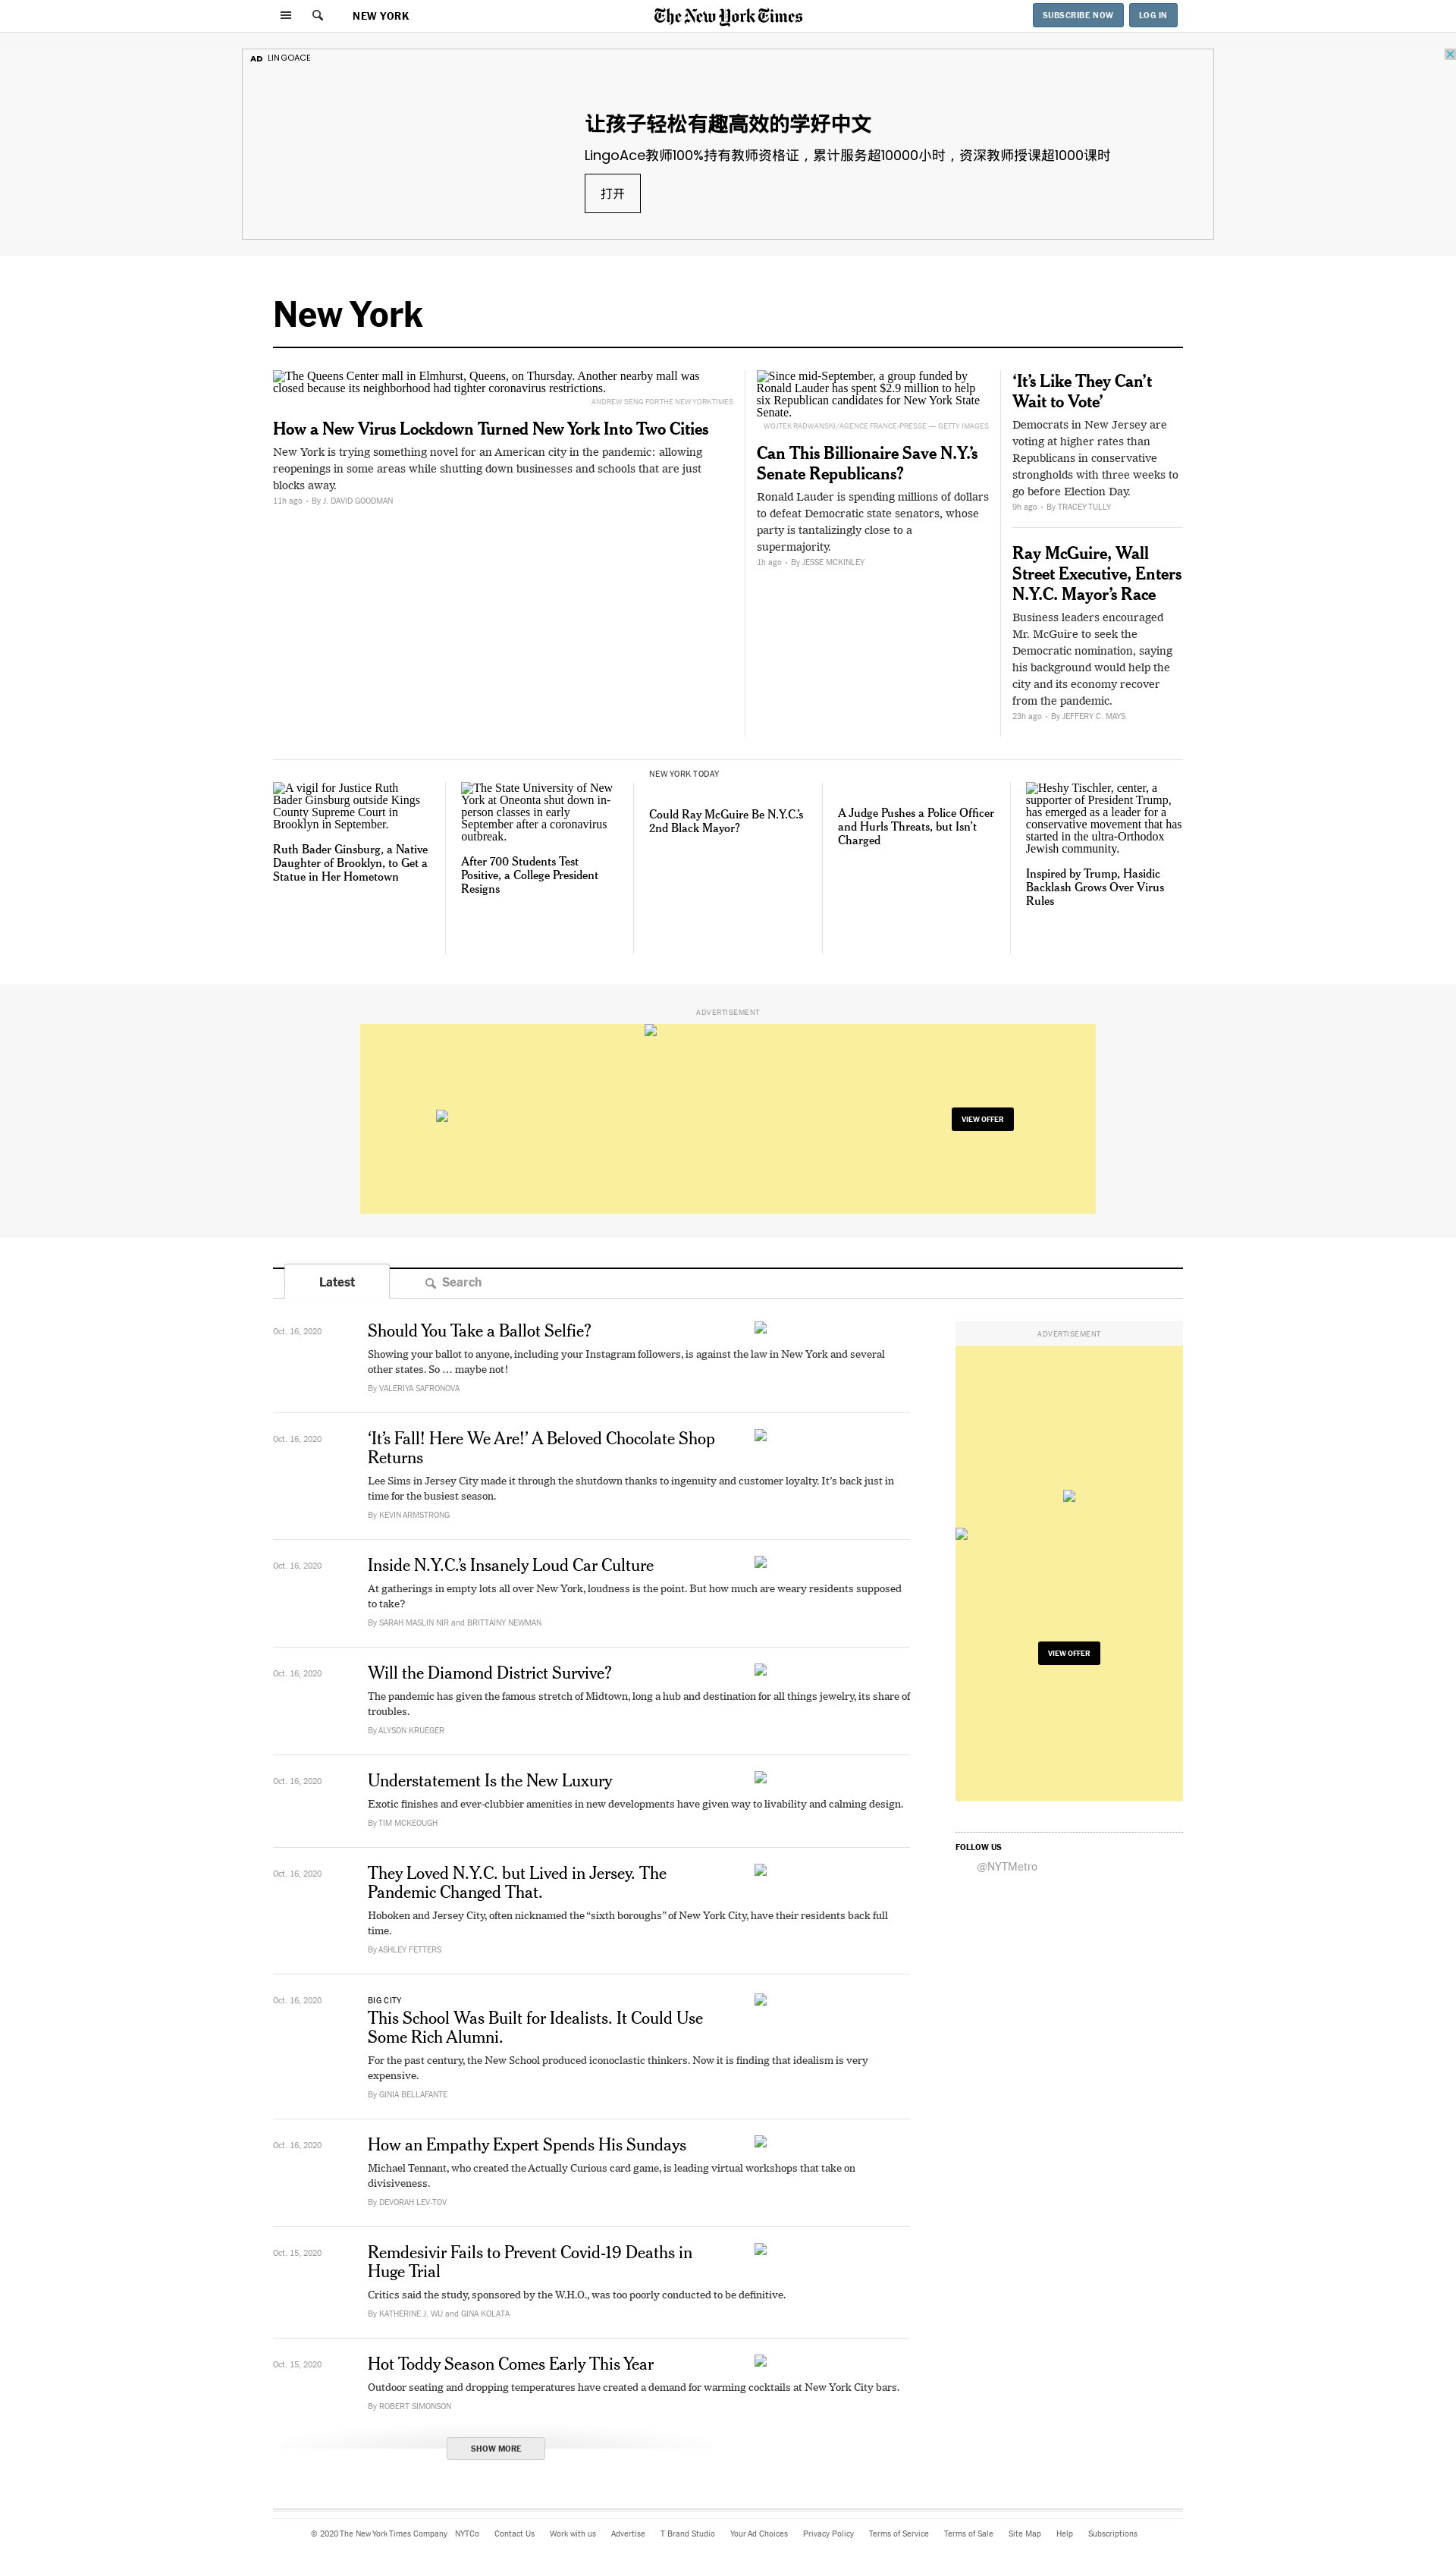 NEW YORK
The New York Times
SUBSCRIBE NOW
LOG IN
AD LINGOACE
让孩子轻松有趣高效的学好中文
LingoAce教师100%持有教师资格证，累计服务超10000小时，资深教师授课超1000课时
打开
New York
The Queens Center mall in Elmhurst, Queens, on Thursday. Another nearby mall was
closed because its neighborhood had tighter coronavirus restrictions.
ANDREW SENG FOR THE NEW YORK TIMES
How a New Virus Lockdown Turned New York Into Two Cities
New York is trying something novel for an American city in the pandemic: allowing
reopenings in some areas while shutting down businesses and schools that are just
blocks away.
11h ago • By J. DAVID GOODMAN
Since mid-September, a group funded by
Ronald Lauder has spent $2.9 million to help
six Republican candidates for New York State
Senate.
WOJTEK RADWANSKI/AGENCE FRANCE-PRESSE — GETTY IMAGES
Can This Billionaire Save N.Y.’s
Senate Republicans?
Ronald Lauder is spending millions of dollars
to defeat Democratic state senators, whose
party is tantalizingly close to a
supermajority.
1h ago • By JESSE MCKINLEY
‘It’s Like They Can’t
Wait to Vote’
Democrats in New Jersey are
voting at higher rates than
Republicans in conservative
strongholds with three weeks to
go before Election Day.
9h ago • By TRACEY TULLY
Ray McGuire, Wall
Street Executive, Enters
N.Y.C. Mayor’s Race
Business leaders encouraged
Mr. McGuire to seek the
Democratic nomination, saying
his background would help the
city and its economy recover
from the pandemic.
23h ago • By JEFFERY C. MAYS
A vigil for Justice Ruth
Bader Ginsburg outside Kings
County Supreme Court in
Brooklyn in September.
Ruth Bader Ginsburg, a Native
Daughter of Brooklyn, to Get a
Statue in Her Hometown
The State University of New
York at Oneonta shut down in-
person classes in early
September after a coronavirus
outbreak.
After 700 Students Test
Positive, a College President
Resigns
NEW YORK TODAY
Could Ray McGuire Be N.Y.C.’s
2nd Black Mayor?
A Judge Pushes a Police Officer
and Hurls Threats, but Isn’t
Charged
Heshy Tischler, center, a
supporter of President Trump,
has emerged as a leader for a
conservative movement that has
started in the ultra-Orthodox
Jewish community.
Inspired by Trump, Hasidic
Backlash Grows Over Virus
Rules
ADVERTISEMENT
VIEW OFFER
Latest
Search
Oct. 16, 2020
Should You Take a Ballot Selfie?
Showing your ballot to anyone, including your Instagram followers, is against the law in New York and several
other states. So … maybe not!
By VALERIYA SAFRONOVA
Oct. 16, 2020
‘It’s Fall! Here We Are!’ A Beloved Chocolate Shop
Returns
Lee Sims in Jersey City made it through the shutdown thanks to ingenuity and customer loyalty. It’s back just in
time for the busiest season.
By KEVIN ARMSTRONG
Oct. 16, 2020
Inside N.Y.C.’s Insanely Loud Car Culture
At gatherings in empty lots all over New York, loudness is the point. But how much are weary residents supposed
to take?
By SARAH MASLIN NIR and BRITTAINY NEWMAN
Oct. 16, 2020
Will the Diamond District Survive?
The pandemic has given the famous stretch of Midtown, long a hub and destination for all things jewelry, its share of
troubles.
By ALYSON KRUEGER
Oct. 16, 2020
Understatement Is the New Luxury
Exotic finishes and ever-clubbier amenities in new developments have given way to livability and calming design.
By TIM MCKEOUGH
Oct. 16, 2020
They Loved N.Y.C. but Lived in Jersey. The
Pandemic Changed That.
Hoboken and Jersey City, often nicknamed the “sixth boroughs” of New York City, have their residents back full
time.
By ASHLEY FETTERS
Oct. 16, 2020
BIG CITY
This School Was Built for Idealists. It Could Use
Some Rich Alumni.
For the past century, the New School produced iconoclastic thinkers. Now it is finding that idealism is very
expensive.
By GINIA BELLAFANTE
Oct. 16, 2020
How an Empathy Expert Spends His Sundays
Michael Tennant, who created the Actually Curious card game, is leading virtual workshops that take on
divisiveness.
By DEVORAH LEV-TOV
Oct. 15, 2020
Remdesivir Fails to Prevent Covid-19 Deaths in
Huge Trial
Critics said the study, sponsored by the W.H.O., was too poorly conducted to be definitive.
By KATHERINE J. WU and GINA KOLATA
Oct. 15, 2020
Hot Toddy Season Comes Early This Year
Outdoor seating and dropping temperatures have created a demand for warming cocktails at New York City bars.
By ROBERT SIMONSON
SHOW MORE
ADVERTISEMENT
VIEW OFFER
FOLLOW US
@NYTMetro
© 2020 The New York Times Company NYTCo Contact Us Work with us Advertise T Brand Studio Your Ad Choices Privacy Policy Terms of Service Terms of Sale Site Map Help Subscriptions